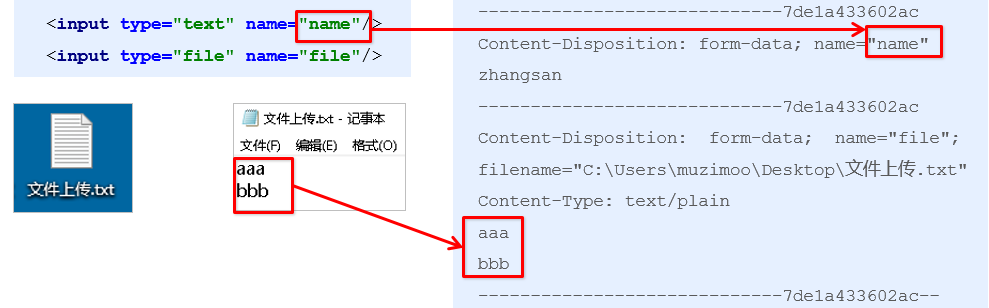 <input type="text" name="name"/>
<input type="file" name="file"/>
文件上传.txt
文件上传.txt - 记事本
文件(F) 编辑(E) 格式(O)
aaa
bbb
-----------------------------7de1a433602ac
Content-Disposition: form-data; name="name"
zhangsan
-----------------------------7de1a433602ac
Content-Disposition: form-data; name="file";
filename="C:\Users\muzimoo\Desktop\文件上传.txt"
Content-Type: text/plain
aaa
bbb
-----------------------------7de1a433602ac--